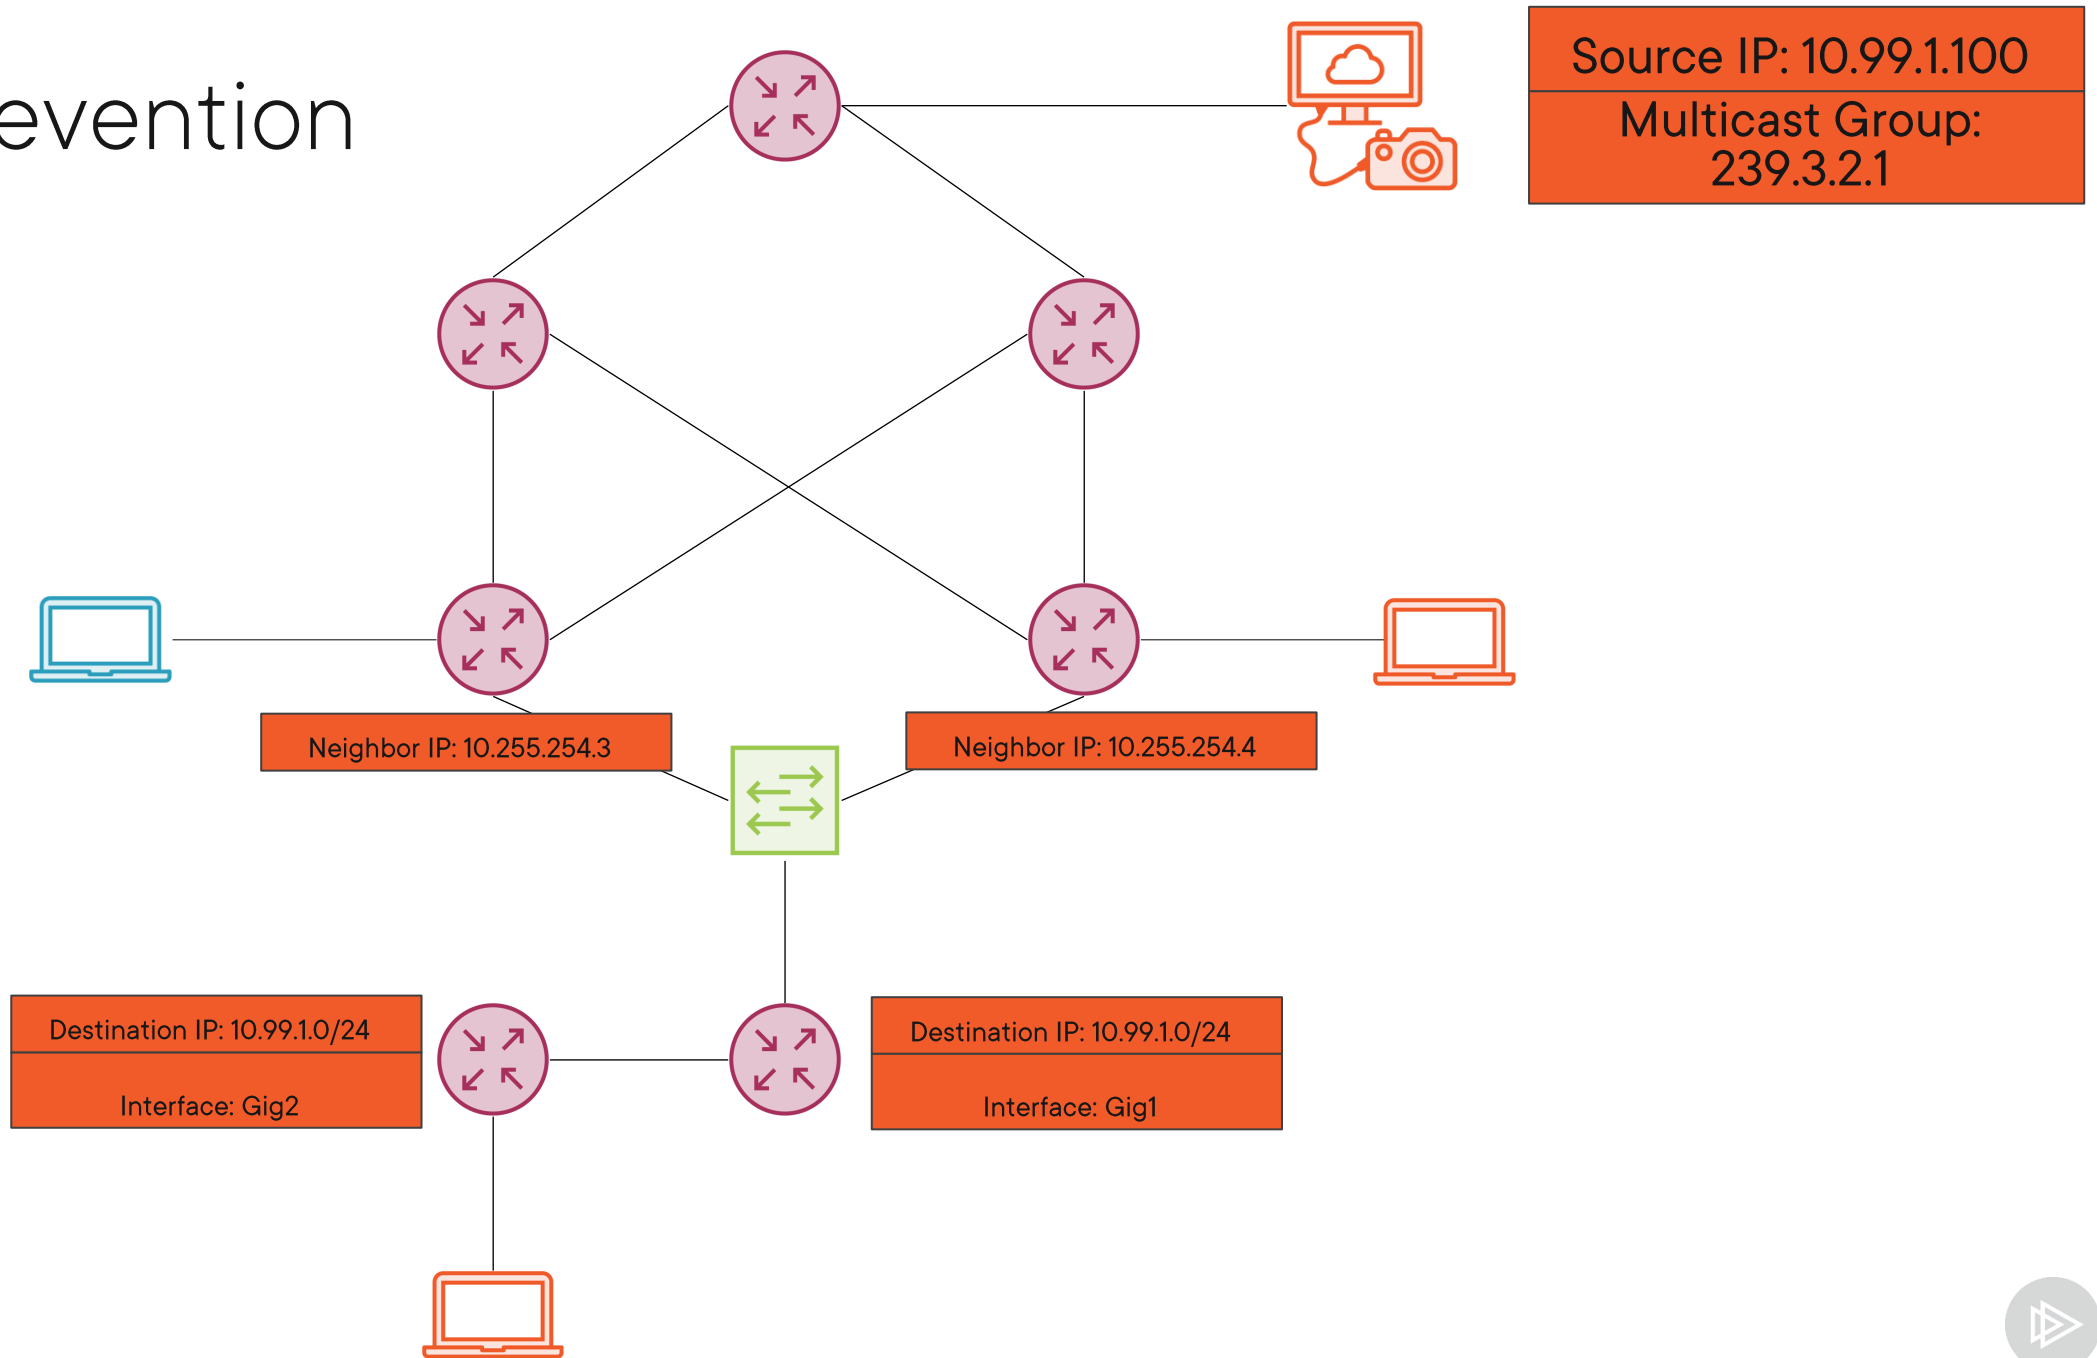 evention
Source IP: 10.99.1.100
Multicast Group:
239.3.2.1
Neighbor IP: 10.255.254.3
Neighbor IP: 10.255.254.4
Destination IP: 10.99.1.0/24
Interface: Gig2
Destination IP: 10.99.1.0/24
Interface: Gig1